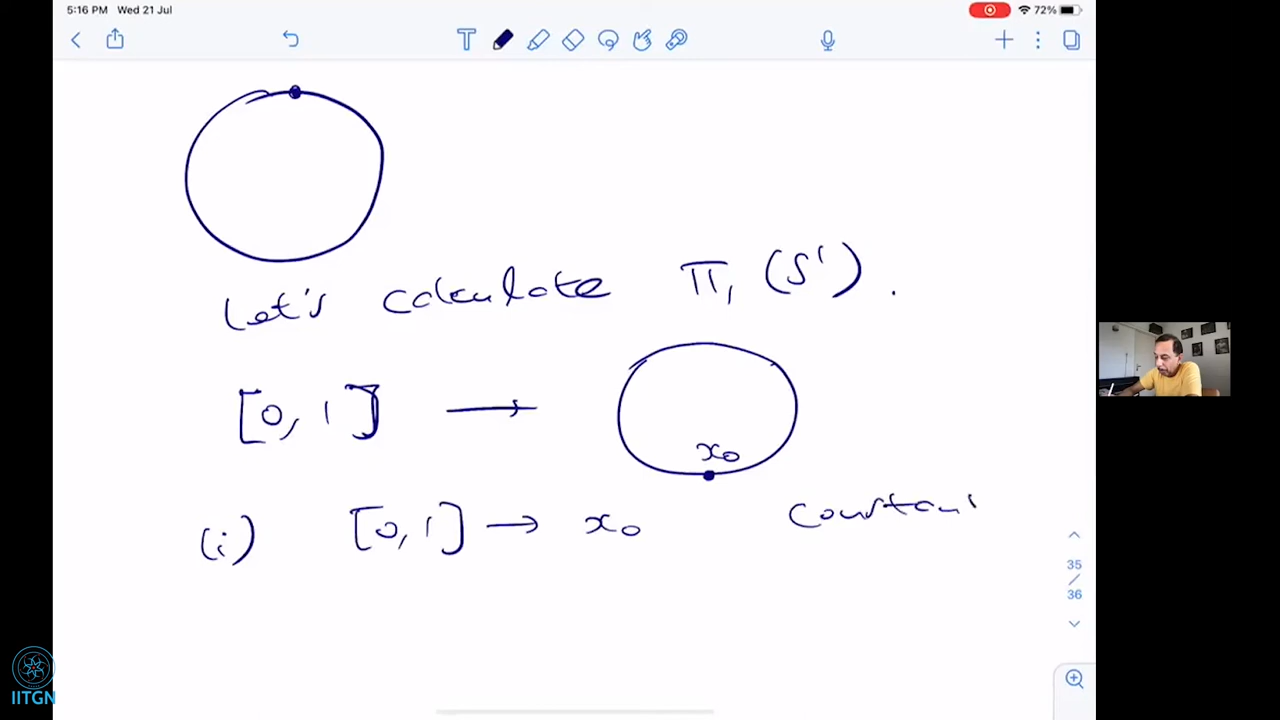 5:16 PM Wed 21 Jul
72%
T
Let's calculate π₁ (S¹).
[0, 1] →
x₀
(i) [0, 1] → x₀ constant
35
36
IITGN